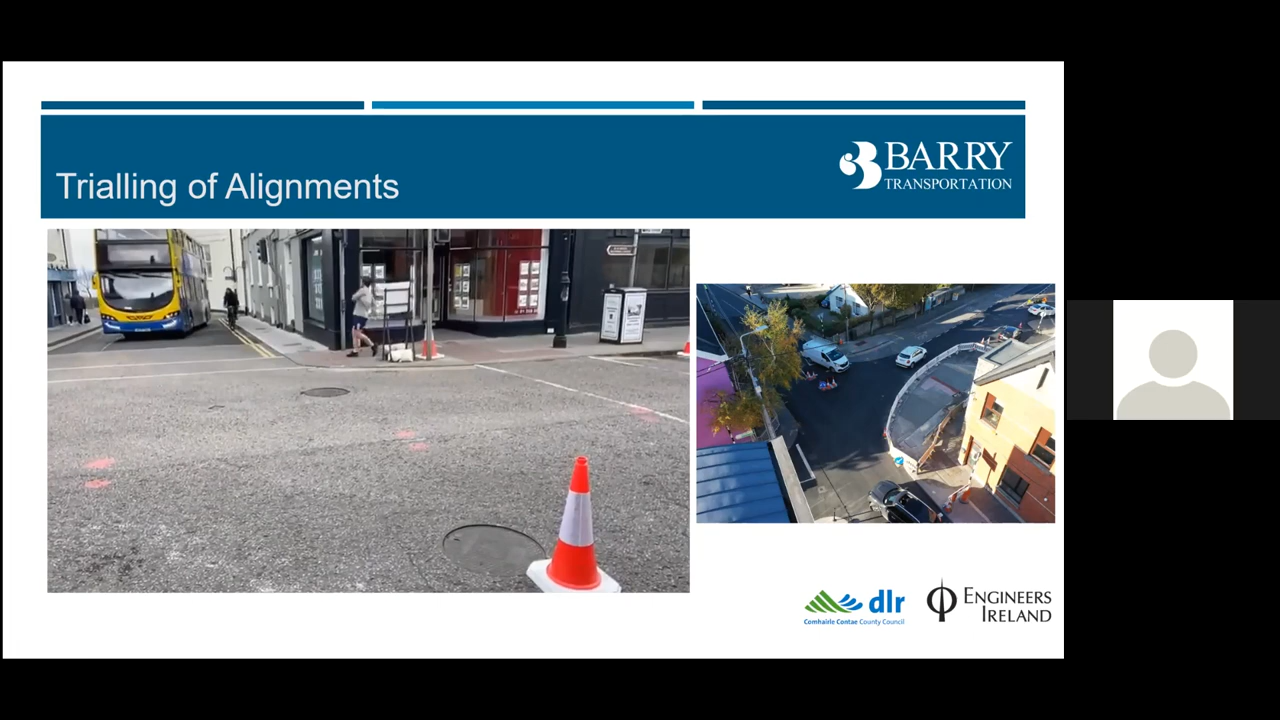 Trialling of Alignments
BARRY
TRANSPORTATION
dlr
Comhairle Contae County Council
ENGINEERS
IRELAND